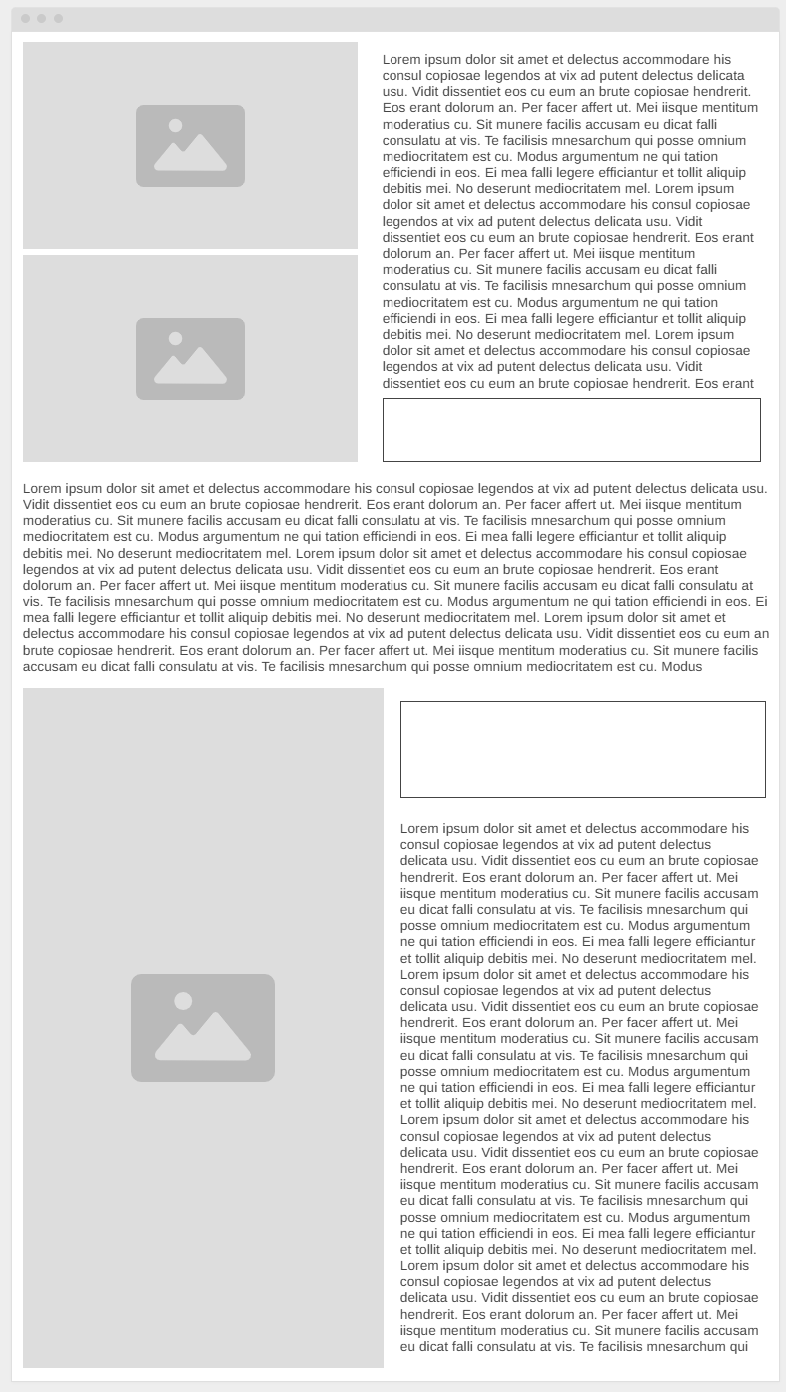 Lorem ipsum dolor sit amet et delectus accommodare his
consul copiosae legendos at vix ad putent delectus delicata
usu. Vidit dissentiet eos cu eum an brute copiosae hendrerit.
Eos erant dolorum an. Per facer affert ut. Mei iisque mentitum
moderatius cu. Sit munere facilis accusam eu dicat falli
consulatu at vis. Te facilisis mnesarchum qui posse omnium
mediocritatem est cu. Modus argumentum ne qui tation
efficiendi in eos. Ei mea falli legere efficiantur et tollit aliquip
debitis mei. No deserunt mediocritatem mel. Lorem ipsum
dolor sit amet et delectus accommodare his consul copiosae
legendos at vix ad putent delectus delicata usu. Vidit
dissentiet eos cu eum an brute copiosae hendrerit. Eos erant
dolorum an. Per facer affert ut. Mei iisque mentitum
moderatius cu. Sit munere facilis accusam eu dicat falli
consulatu at vis. Te facilisis mnesarchum qui posse omnium
mediocritatem est cu. Modus argumentum ne qui tation
efficiendi in eos. Ei mea falli legere efficiantur et tollit aliquip
debitis mei. No deserunt mediocritatem mel. Lorem ipsum
dolor sit amet et delectus accommodare his consul copiosae
legendos at vix ad putent delectus delicata usu. Vidit
dissentiet eos cu eum an brute copiosae hendrerit. Eos erant
Lorem ipsum dolor sit amet et delectus accommodare his consul copiosae legendos at vix ad putent delectus delicata usu.
Vidit dissentiet eos cu eum an brute copiosae hendrerit. Eos erant dolorum an. Per facer affert ut. Mei iisque mentitum
moderatius cu. Sit munere facilis accusam eu dicat falli consulatu at vis. Te facilisis mnesarchum qui posse omnium
mediocritatem est cu. Modus argumentum ne qui tation efficiendi in eos. Ei mea falli legere efficiantur et tollit aliquip
debitis mei. No deserunt mediocritatem mel. Lorem ipsum dolor sit amet et delectus accommodare his consul copiosae
legendos at vix ad putent delectus delicata usu. Vidit dissentiet eos cu eum an brute copiosae hendrerit. Eos erant
dolorum an. Per facer affert ut. Mei iisque mentitum moderatius cu. Sit munere facilis accusam eu dicat falli consulatu at
vis. Te facilisis mnesarchum qui posse omnium mediocritatem est cu. Modus argumentum ne qui tation efficiendi in eos. Ei
mea falli legere efficiantur et tollit aliquip debitis mei. No deserunt mediocritatem mel. Lorem ipsum dolor sit amet et
delectus accommodare his consul copiosae legendos at vix ad putent delectus delicata usu. Vidit dissentiet eos cu eum an
brute copiosae hendrerit. Eos erant dolorum an. Per facer affert ut. Mei iisque mentitum moderatius cu. Sit munere facilis
accusam eu dicat falli consulatu at vis. Te facilisis mnesarchum qui posse omnium mediocritatem est cu. Modus
Lorem ipsum dolor sit amet et delectus accommodare his
consul copiosae legendos at vix ad putent delectus
delicata usu. Vidit dissentiet eos cu eum an brute copiosae
hendrerit. Eos erant dolorum an. Per facer affert ut. Mei
iisque mentitum moderatius cu. Sit munere facilis accusam
eu dicat falli consulatu at vis. Te facilisis mnesarchum qui
posse omnium mediocritatem est cu. Modus argumentum
ne qui tation efficiendi in eos. Ei mea falli legere efficiantur
et tollit aliquip debitis mei. No deserunt mediocritatem mel.
Lorem ipsum dolor sit amet et delectus accommodare his
consul copiosae legendos at vix ad putent delectus
delicata usu. Vidit dissentiet eos cu eum an brute copiosae
hendrerit. Eos erant dolorum an. Per facer affert ut. Mei
iisque mentitum moderatius cu. Sit munere facilis accusam
eu dicat falli consulatu at vis. Te facilisis mnesarchum qui
posse omnium mediocritatem est cu. Modus argumentum
ne qui tation efficiendi in eos. Ei mea falli legere efficiantur
et tollit aliquip debitis mei. No deserunt mediocritatem mel.
Lorem ipsum dolor sit amet et delectus accommodare his
consul copiosae legendos at vix ad putent delectus
delicata usu. Vidit dissentiet eos cu eum an brute copiosae
hendrerit. Eos erant dolorum an. Per facer affert ut. Mei
iisque mentitum moderatius cu. Sit munere facilis accusam
eu dicat falli consulatu at vis. Te facilisis mnesarchum qui
posse omnium mediocritatem est cu. Modus argumentum
ne qui tation efficiendi in eos. Ei mea falli legere efficiantur
et tollit aliquip debitis mei. No deserunt mediocritatem mel.
Lorem ipsum dolor sit amet et delectus accommodare his
consul copiosae legendos at vix ad putent delectus
delicata usu. Vidit dissentiet eos cu eum an brute copiosae
hendrerit. Eos erant dolorum an. Per facer affert ut. Mei
iisque mentitum moderatius cu. Sit munere facilis accusam
eu dicat falli consulatu at vis. Te facilisis mnesarchum qui